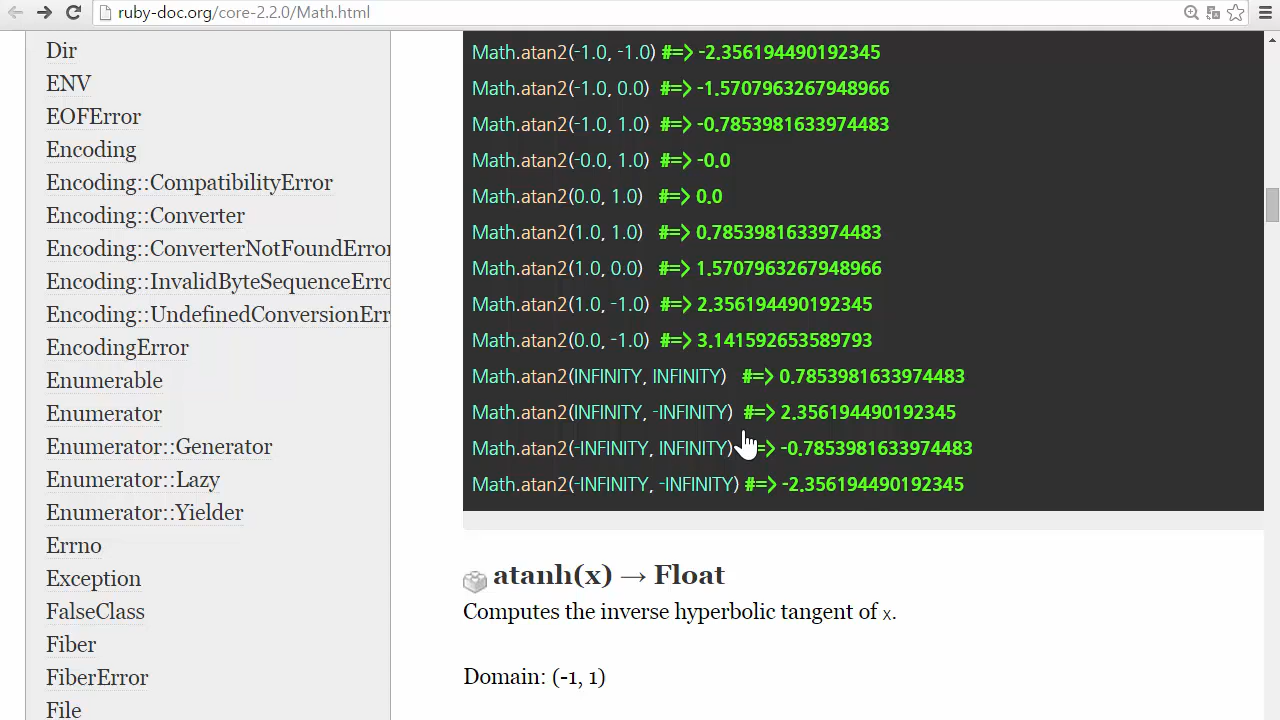 ruby-doc.org/core-2.2.0/Math.html
Dir
ENV
EOFError
Encoding
Encoding::CompatibilityError
Encoding::Converter
Encoding::ConverterNotFoundError
Encoding::InvalidByteSequenceErro
Encoding::UndefinedConversionErr
EncodingError
Enumerable
Enumerator
Enumerator::Generator
Enumerator::Lazy
Enumerator::Yielder
Errno
Exception
FalseClass
Fiber
FiberError
File
Math.atan2(-1.0, -1.0) #=> -2.356194490192345
Math.atan2(-1.0, 0.0) #=> -1.5707963267948966
Math.atan2(-1.0, 1.0) #=> -0.7853981633974483
Math.atan2(-0.0, 1.0) #=> -0.0
Math.atan2(0.0, 1.0) #=> 0.0
Math.atan2(1.0, 1.0) #=> 0.7853981633974483
Math.atan2(1.0, 0.0) #=> 1.5707963267948966
Math.atan2(1.0, -1.0) #=> 2.356194490192345
Math.atan2(0.0, -1.0) #=> 3.141592653589793
Math.atan2(INFINITY, INFINITY) #=> 0.7853981633974483
Math.atan2(INFINITY, -INFINITY) #=> 2.356194490192345
Math.atan2(-INFINITY, INFINITY) #=> -0.7853981633974483
Math.atan2(-INFINITY, -INFINITY) #=> -2.356194490192345
atanh(x) → Float
Computes the inverse hyperbolic tangent of x.
Domain: (-1, 1)